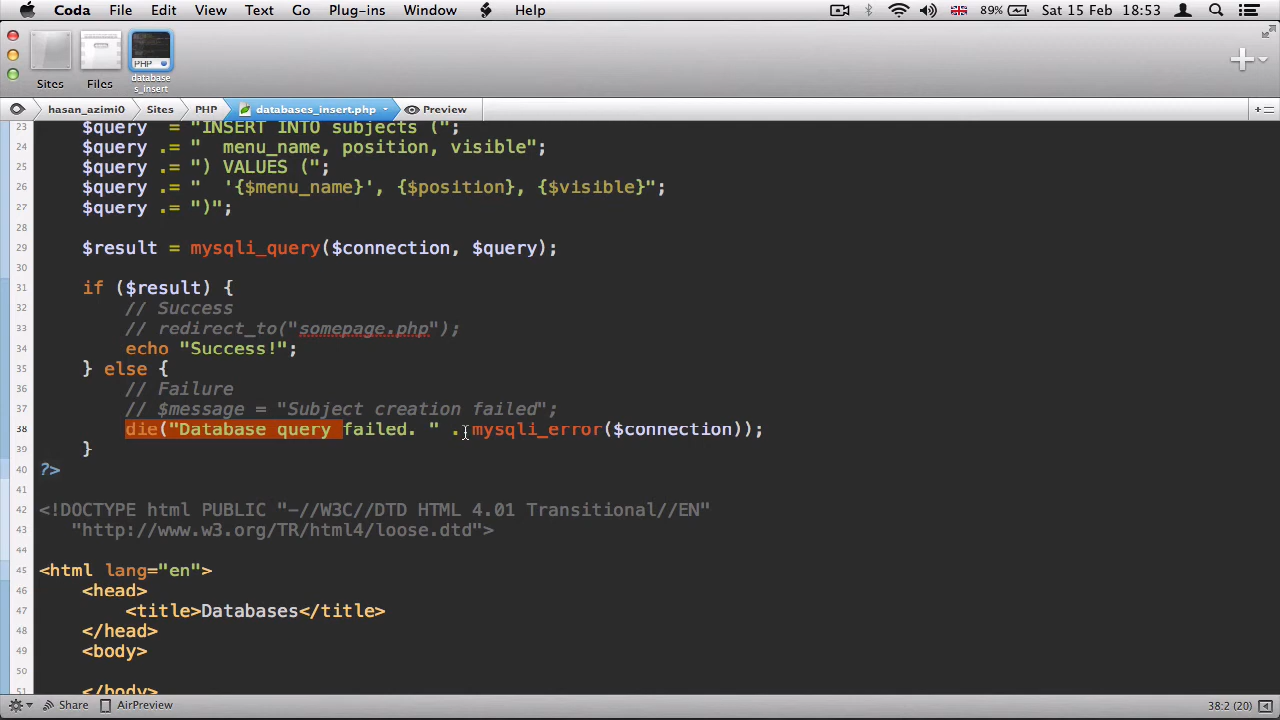 Coda File Edit View Text Go Plug-ins Window Help 89% Sat 15 Feb 18:53
PHP
Sites Files databases_insert
hasan_azimi0 Sites PHP databases_insert.php Preview
23 $query  = "INSERT INTO subjects (";
24 $query .= "  menu_name, position, visible";
25 $query .= ") VALUES (";
26 $query .= "  '{$menu_name}', {$position}, {$visible}";
27 $query .= ")";
28
29 $result = mysqli_query($connection, $query);
30
31 if ($result) {
32 // Success
33 // redirect_to("somepage.php");
34 echo "Success!";
35 } else {
36 // Failure
37 // $message = "Subject creation failed";
38 die("Database query failed. " . mysqli_error($connection));
39 }
40 ?>
41
42 <!DOCTYPE html PUBLIC "-//W3C//DTD HTML 4.01 Transitional//EN"
43 "http://www.w3.org/TR/html4/loose.dtd">
44
45 <html lang="en">
46 <head>
47 <title>Databases</title>
48 </head>
49 <body>
50
51 </body>
Share AirPreview 38:2 (20)